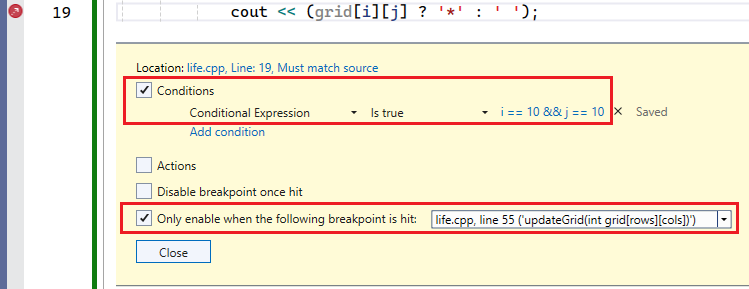 19 cout << (grid[i][j] ? '*' : ' ');
Location: life.cpp, Line: 19, Must match source
Conditions
Conditional Expression Is true i == 10 && j == 10 × Saved
Add condition
Actions
Disable breakpoint once hit
Only enable when the following breakpoint is hit: life.cpp, line 55 ('updateGrid(int grid[rows][cols])')
Close